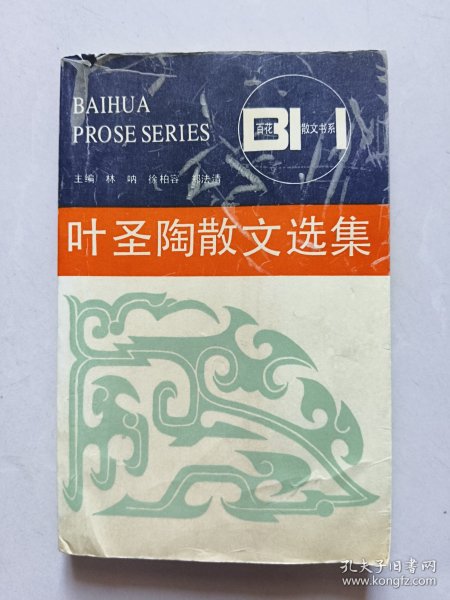 BAIHUA
PROSE SERIES
百花 BH 散文书系
主编 林呐 徐柏容 郑法清
叶圣陶散文选集
孔夫子旧书网
www.kongfz.com